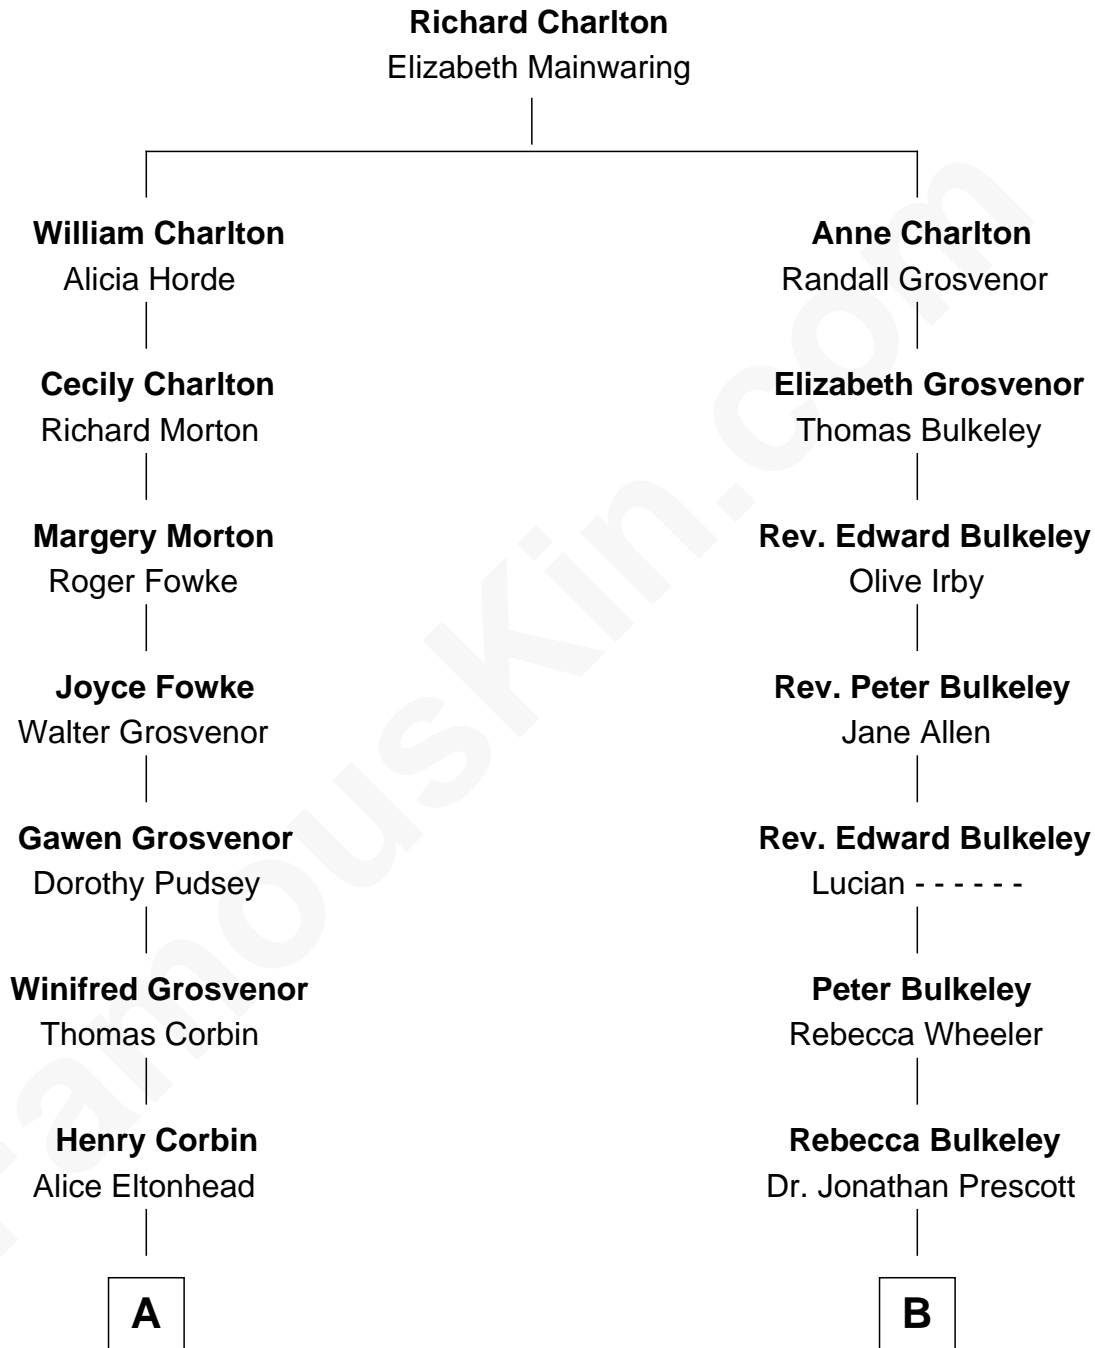 Richard Charlton
Elizabeth Mainwaring
William Charlton
Alicia Horde
Anne Charlton
Randall Grosvenor
Cecily Charlton
Richard Morton
Elizabeth Grosvenor
Thomas Bulkeley
Margery Morton
Roger Fowke
Rev. Edward Bulkeley
Olive Irby
Joyce Fowke
Walter Grosvenor
Rev. Peter Bulkeley
Jane Allen
Gawen Grosvenor
Dorothy Pudsey
Rev. Edward Bulkeley
Lucian - - - - - -
Winifred Grosvenor
Thomas Corbin
Peter Bulkeley
Rebecca Wheeler
Henry Corbin
Alice Eltonhead
Rebecca Bulkeley
Dr. Jonathan Prescott
A
B
FamousKin.com